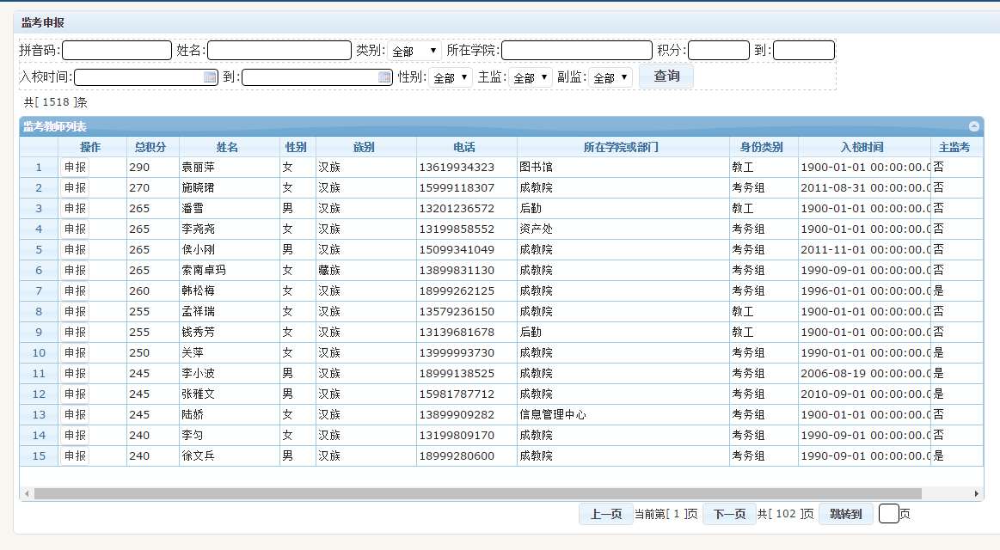 监考申报
拼音码: 姓名: 类别: 全部 所在学院: 积分: 到:
入校时间: 到: 性别: 全部 主监: 全部 副监: 全部 查询
共[ 1518 ]条
监考教师列表
操作 总积分 姓名 性别 族别 电话 所在学院或部门 身份类别 入校时间 主监考
1 申报 290 袁丽萍 女 汉族 13619934323 图书馆 教工 1900-01-01 00:00:00.0 否
2 申报 270 施晓珺 女 汉族 15999118307 成教院 考务组 2011-08-31 00:00:00.0 否
3 申报 265 潘雪 男 汉族 13201236572 后勤 教工 1900-01-01 00:00:00.0 否
4 申报 265 李尧尧 女 汉族 13199858552 资产处 考务组 1900-01-01 00:00:00.0 否
5 申报 265 侯小刚 男 汉族 15099341049 成教院 考务组 2011-11-01 00:00:00.0 否
6 申报 265 索南卓玛 女 藏族 13899831130 成教院 考务组 1990-09-01 00:00:00.0 否
7 申报 260 韩松梅 女 汉族 18999262125 成教院 考务组 1996-01-01 00:00:00.0 是
8 申报 255 孟祥瑞 女 汉族 13579236150 成教院 教工 1900-01-01 00:00:00.0 否
9 申报 255 钱秀芳 女 汉族 13139681678 后勤 教工 1900-01-01 00:00:00.0 否
10 申报 250 关萍 女 汉族 13999993730 成教院 考务组 1990-01-01 00:00:00.0 是
11 申报 245 李小波 男 汉族 18999138525 成教院 考务组 2006-08-19 00:00:00.0 是
12 申报 245 张雅文 男 汉族 15981787712 成教院 考务组 2010-09-01 00:00:00.0 是
13 申报 245 陆娇 女 汉族 13899909282 信息管理中心 考务组 1900-01-01 00:00:00.0 否
14 申报 240 李匀 女 汉族 13199809170 成教院 考务组 1990-09-01 00:00:00.0 否
15 申报 240 徐文兵 男 汉族 18999280600 成教院 考务组 1990-09-01 00:00:00.0 是
上一页 当前第[ 1 ]页 下一页 共[ 102 ]页 跳转到 页